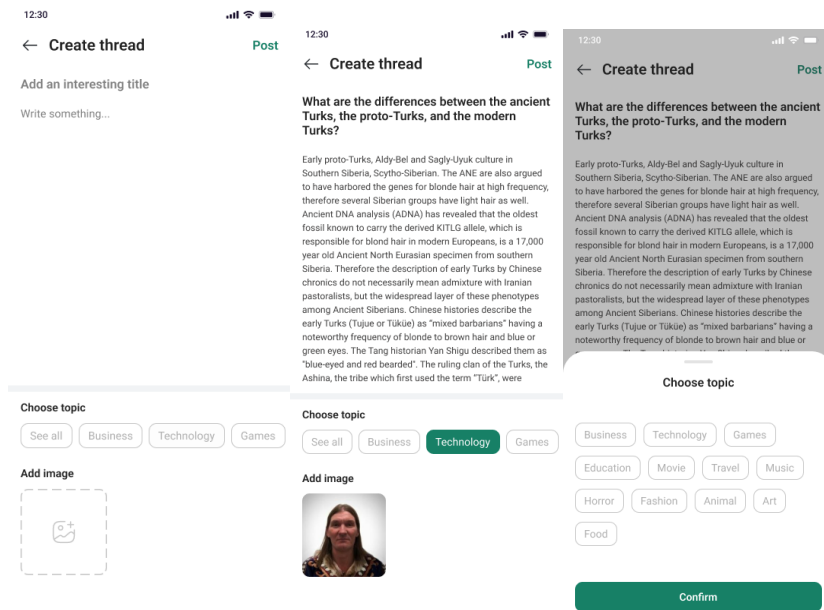 12:30
Create thread
Post
Add an interesting title
Write something...
Choose topic
See all
Business
Technology
Games
Add image
12:30
Create thread
Post
What are the differences between the ancient
Turks, the proto-Turks, and the modern
Turks?
Early proto-Turks, Aldy-Bel and Sagly-Uyuk culture in
Southern Siberia, Scytho-Siberian. The ANE are also argued
to have harbored the genes for blonde hair at high frequency,
therefore several Siberian groups have light hair as well.
Ancient DNA analysis (ADNA) has revealed that the oldest
fossil known to carry the derived KITLG allele, which is
responsible for blond hair in modern Europeans, is a 17,000
year old Ancient North Eurasian specimen from southern
Siberia. Therefore the description of early Turks by Chinese
chronics do not necessarily mean admixture with Iranian
pastoralists, but the widespread layer of these phenotypes
among Ancient Siberians. Chinese histories describe the
early Turks (Tujue or Tüküe) as “mixed barbarians” having a
noteworthy frequency of blonde to brown hair and blue or
green eyes. The Tang historian Yan Shigu described them as
"blue-eyed and red bearded". The ruling clan of the Turks, the
Ashina, the tribe which first used the term “Türk”, were
Choose topic
See all
Business
Technology
Games
Add image
12:30
Create thread
Post
What are the differences between the ancient
Turks, the proto-Turks, and the modern
Turks?
Early proto-Turks, Aldy-Bel and Sagly-Uyuk culture in
Southern Siberia, Scytho-Siberian. The ANE are also argued
to have harbored the genes for blonde hair at high frequency,
therefore several Siberian groups have light hair as well.
Ancient DNA analysis (ADNA) has revealed that the oldest
fossil known to carry the derived KITLG allele, which is
responsible for blond hair in modern Europeans, is a 17,000
year old Ancient North Eurasian specimen from southern
Siberia. Therefore the description of early Turks by Chinese
chronics do not necessarily mean admixture with Iranian
pastoralists, but the widespread layer of these phenotypes
among Ancient Siberians. Chinese histories describe the
early Turks (Tujue or Tüküe) as “mixed barbarians” having a
noteworthy frequency of blonde to brown hair and blue or
Choose topic
Business
Technology
Games
Education
Movie
Travel
Music
Horror
Fashion
Animal
Art
Food
Confirm